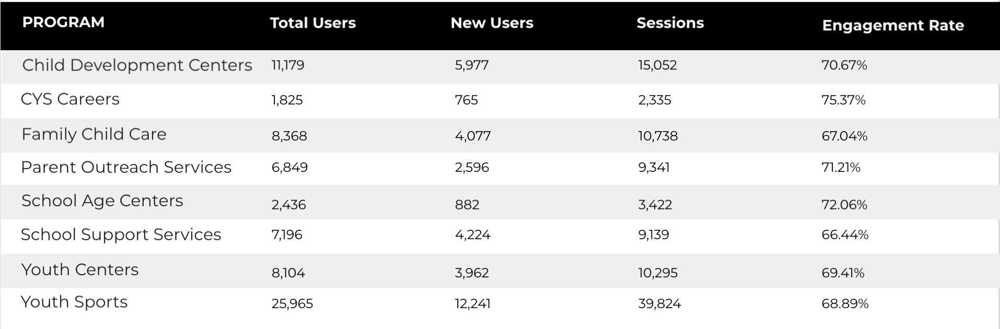 PROGRAM Total Users New Users Sessions Engagement Rate
Child Development Centers 11,179 5,977 15,052 70.67%
CYS Careers 1,825 765 2,335 75.37%
Family Child Care 8,368 4,077 10,738 67.04%
Parent Outreach Services 6,849 2,596 9,341 71.21%
School Age Centers 2,436 882 3,422 72.06%
School Support Services 7,196 4,224 9,139 66.44%
Youth Centers 8,104 3,962 10,295 69.41%
Youth Sports 25,965 12,241 39,824 68.89%